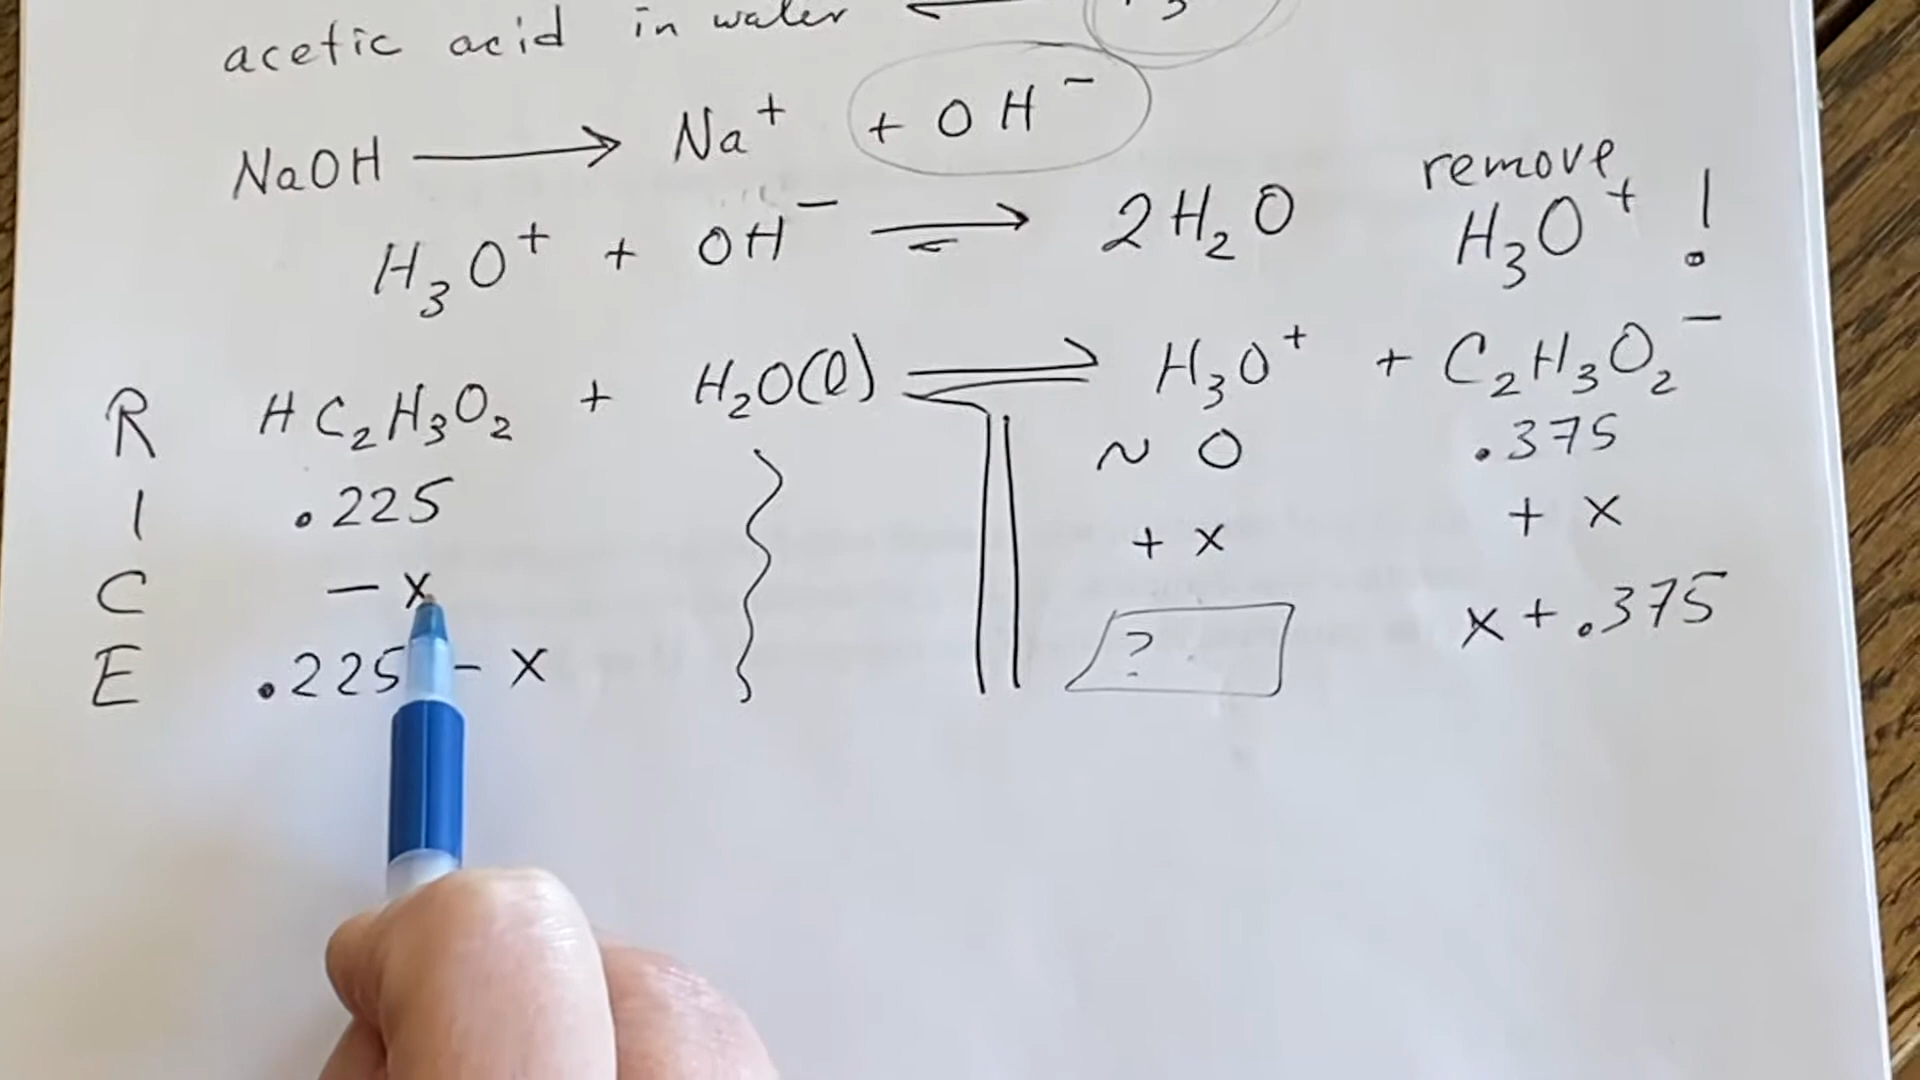 acetic acid in water ⇌
NaOH → Na⁺ + OH⁻
remove
H₃O⁺ + OH⁻ ⇌ 2H₂O H₃O⁺ !
R HC₂H₃O₂ + H₂O(l) ⇌ H₃O⁺ + C₂H₃O₂⁻
I .225 ~ 0 .375
C – x + x + x
E .225 – x ? x + .375